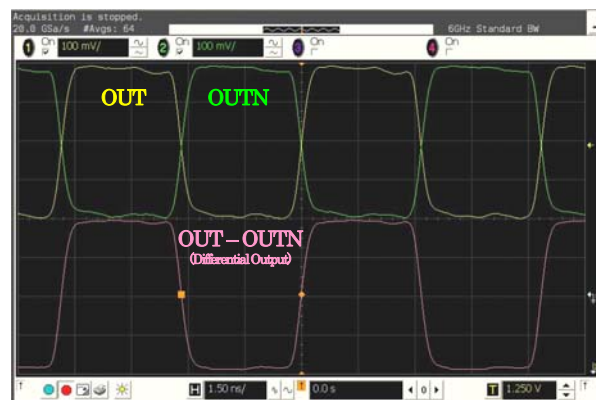 Acquisition is stopped.
20.0 GSa/s #Avgs: 64
6GHz Standard BW
1 On 100 mV/
2 On 100 mV/
3 On
4 On
OUT OUTN
OUT – OUTN
(Differential Output)
H 1.50 ns/ 0.0 s 0 T 1.250 V